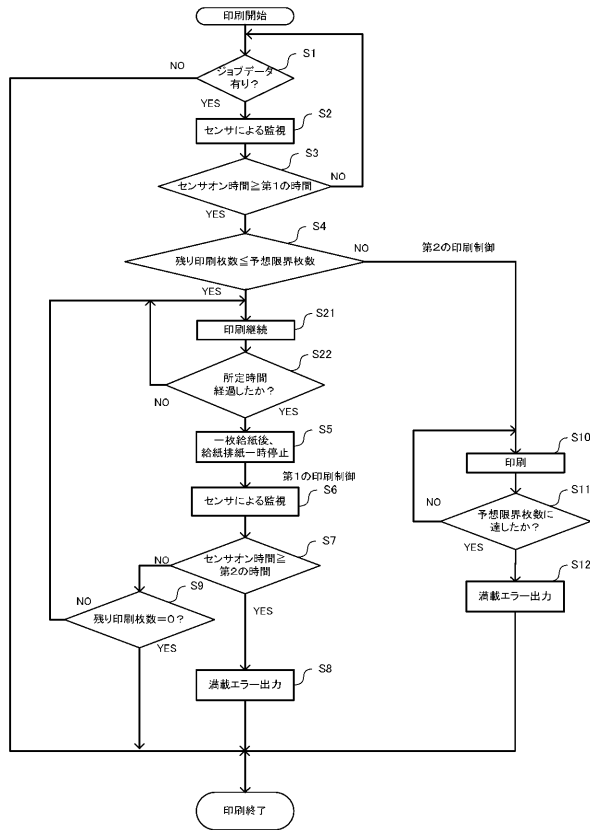 印刷開始
S1
NO
ジョブデータ
有り?
YES
S2
センサによる監視
S3
センサオン時間≧第1の時間
NO
YES
S4
残り印刷枚数≦予想限界枚数
NO
第2の印刷制御
YES
S21
印刷継続
S22
所定時間
経過したか?
NO
YES
S5
一枚給紙後、
給紙排紙一時停止
第1の印刷制御
S6
センサによる監視
S7
センサオン時間≧
第2の時間
NO
YES
S9
NO
残り印刷枚数=0?
YES
S8
満載エラー出力
S10
印刷
S11
予想限界枚数に
達したか?
NO
YES
S12
満載エラー出力
印刷終了